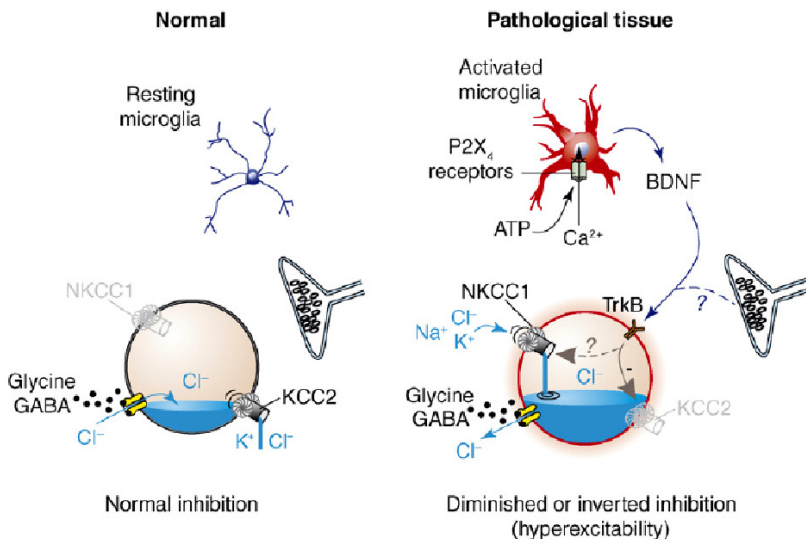 Normal
Resting
microglia
NKCC1
Cl⁻
Glycine
GABA
Cl⁻
KCC2
K⁺
Cl⁻
Normal inhibition
Pathological tissue
Activated
microglia
P2X₄
receptors
ATP
Ca²⁺
BDNF
NKCC1
Cl⁻
Na⁺
K⁺
TrkB
?
?
Cl⁻
-
Glycine
GABA
KCC2
Cl⁻
Diminished or inverted inhibition
(hyperexcitability)